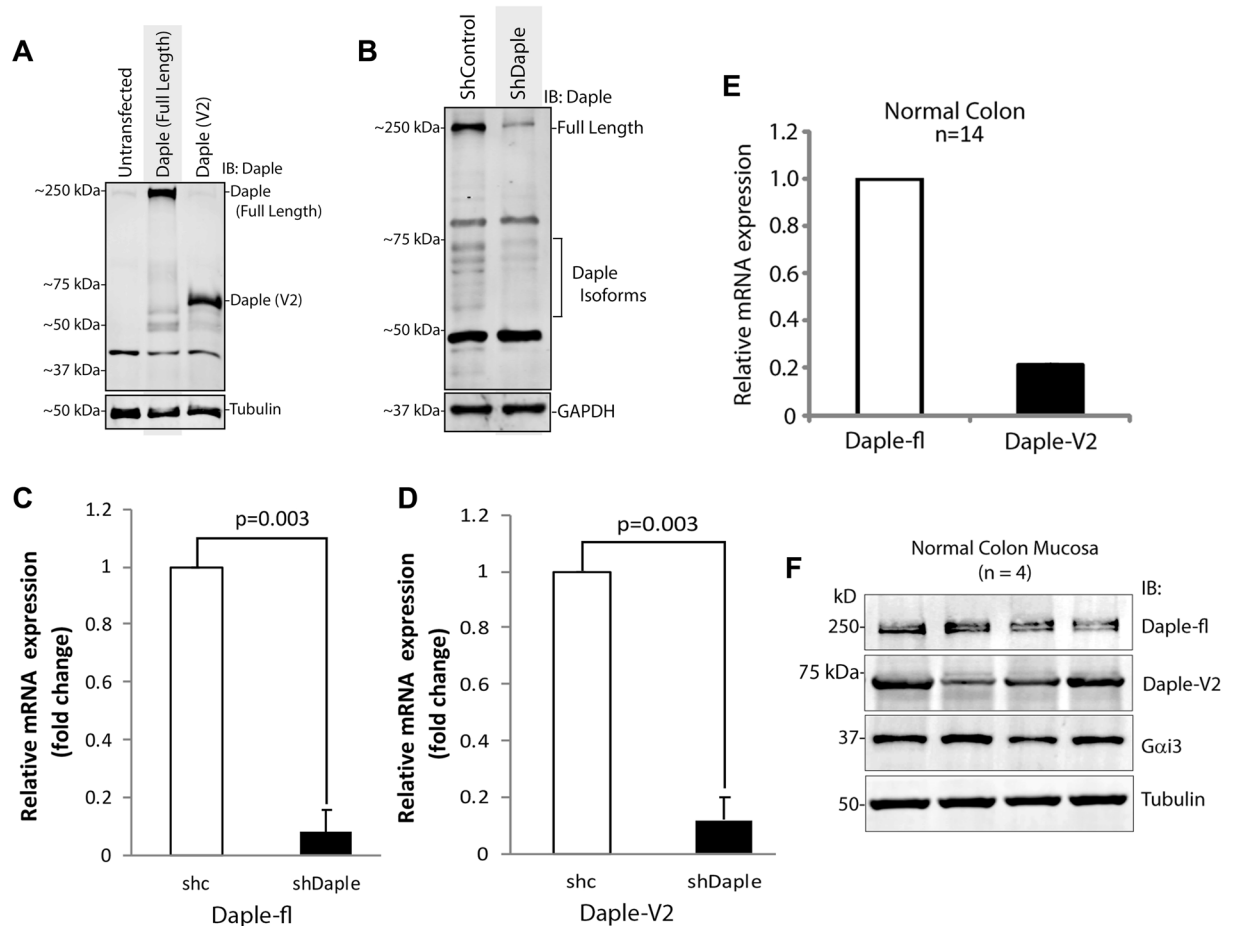 A
Untransfected
Daple (Full Length)
Daple (V2)
IB: Daple
~250 kDa
Daple
(Full Length)
~75 kDa
Daple (V2)
~50 kDa
~37 kDa
~50 kDa
Tubulin
B
ShControl
ShDaple
IB: Daple
~250 kDa
Full Length
~75 kDa
Daple
Isoforms
~50 kDa
~37 kDa
GAPDH
E
Normal Colon
n=14
Relative mRNA expression
1.2
1.0
0.8
0.6
0.4
0.2
0
Daple-fl
Daple-V2
C
Relative mRNA expression
(fold change)
1.2
1
0.8
0.6
0.4
0.2
0
p=0.003
shc
shDaple
Daple-fl
D
Relative mRNA expression
(fold change)
1.2
1
0.8
0.6
0.4
0.2
0
p=0.003
shc
shDaple
Daple-V2
F
Normal Colon Mucosa
(n = 4)
kD
IB:
250
Daple-fl
75 kDa
Daple-V2
37
Gαi3
50
Tubulin